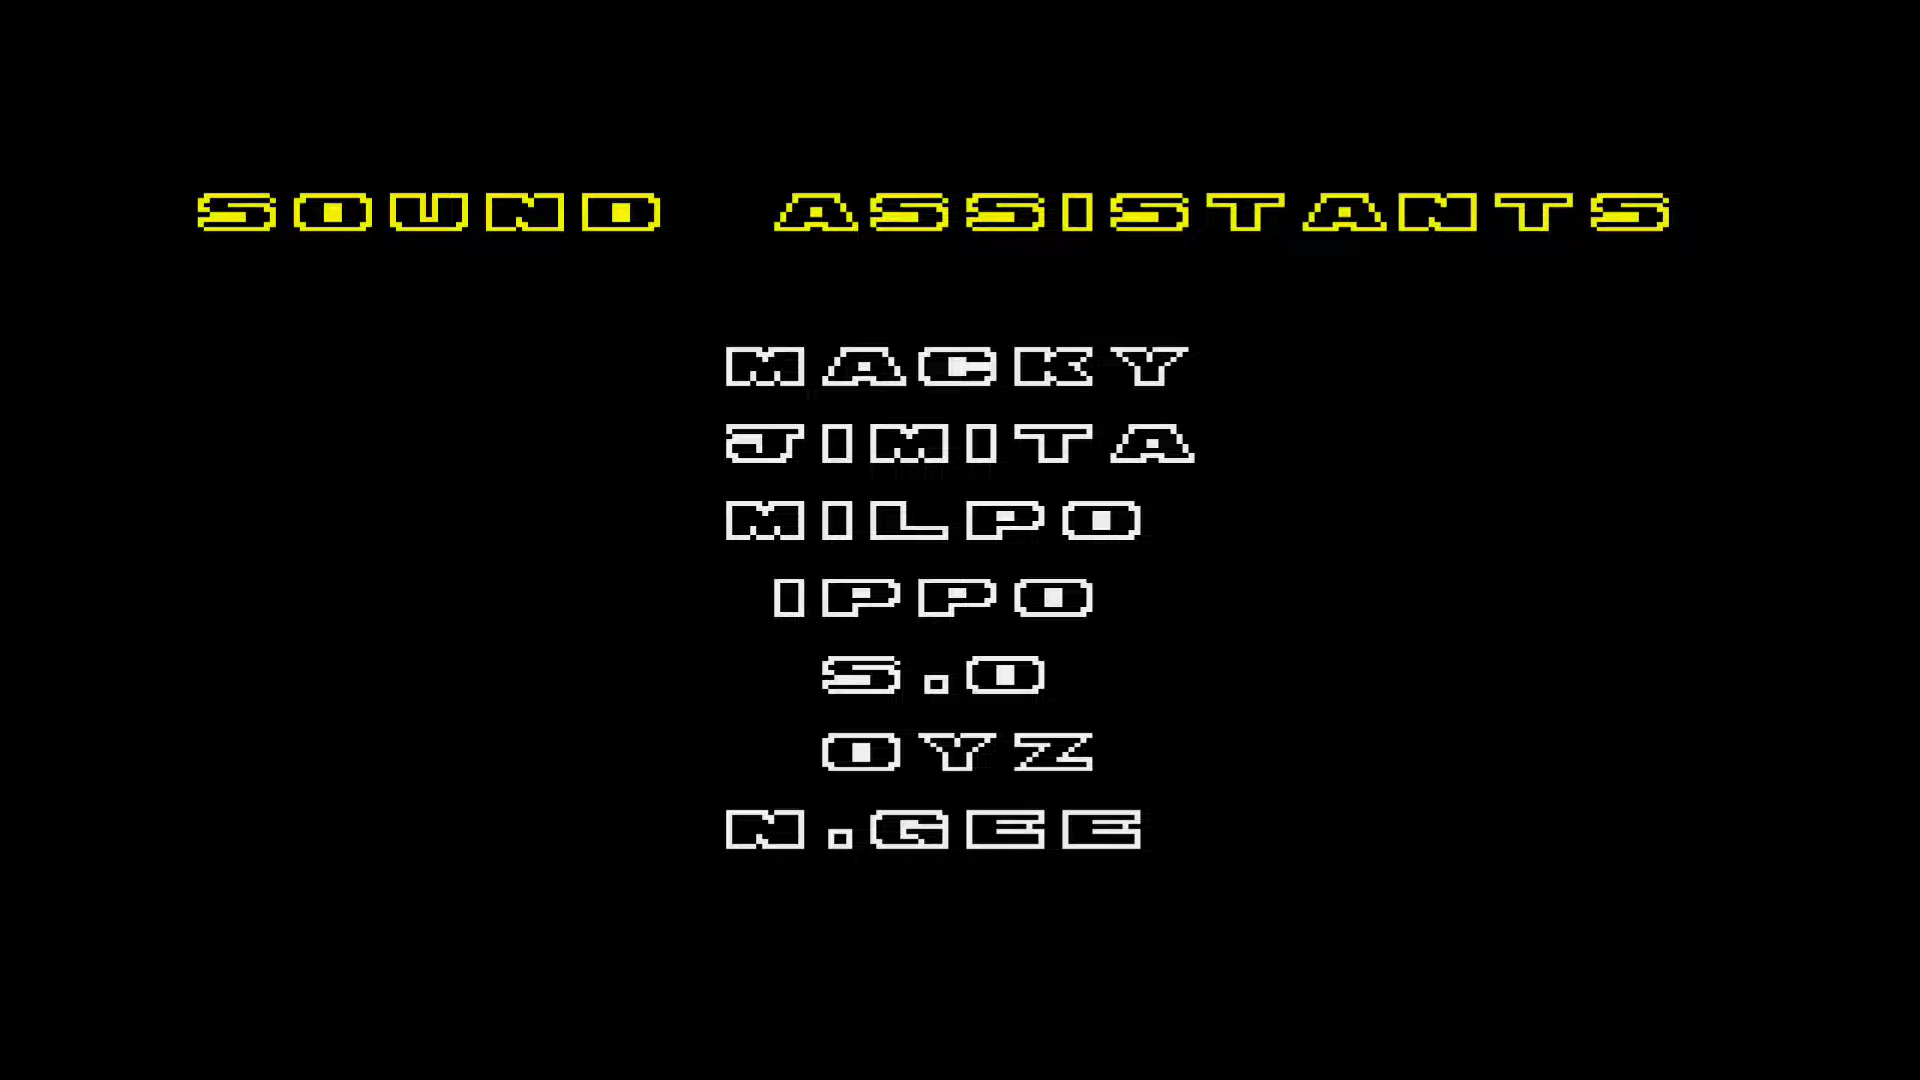 SOUND ASSISTANTS
MACKY
JIMITA
MILPO
IPPO
S.O
OYZ
N.GEE